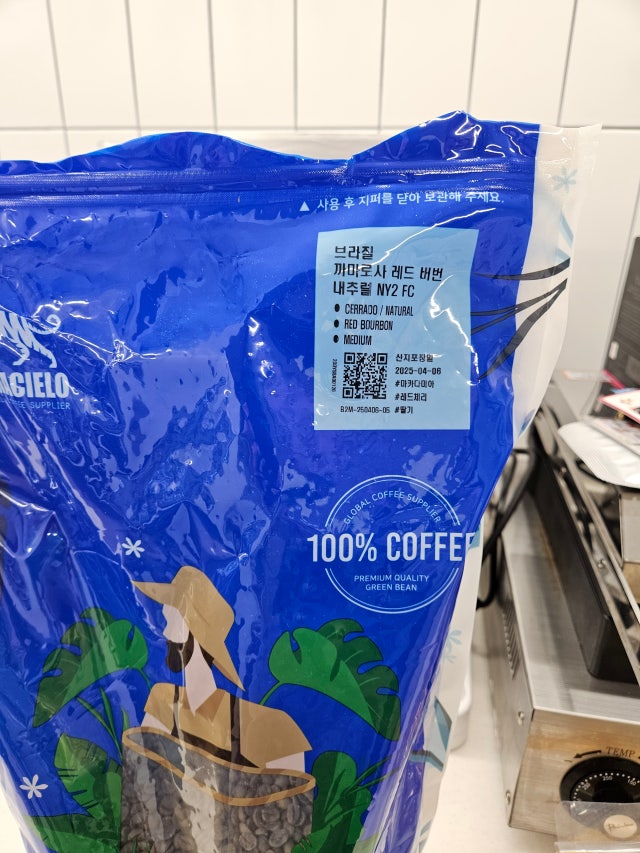 ▲ 사용 후 지퍼를 닫아 보관해 주세요.
브라질
까마로사 레드 버번
내추럴 NY2 FC
● CERRADO / NATURAL
● RED BOURBON
● MEDIUM
산지포장일
2025-04-06
#마카다미아
#레드체리
#딸기
B2M-250406-05
AGIELO
SUPPLIER
GLOBAL COFFEE SUPPLIER
100% COFFEE
PREMIUM QUALITY
GREEN BEAN
TEMP